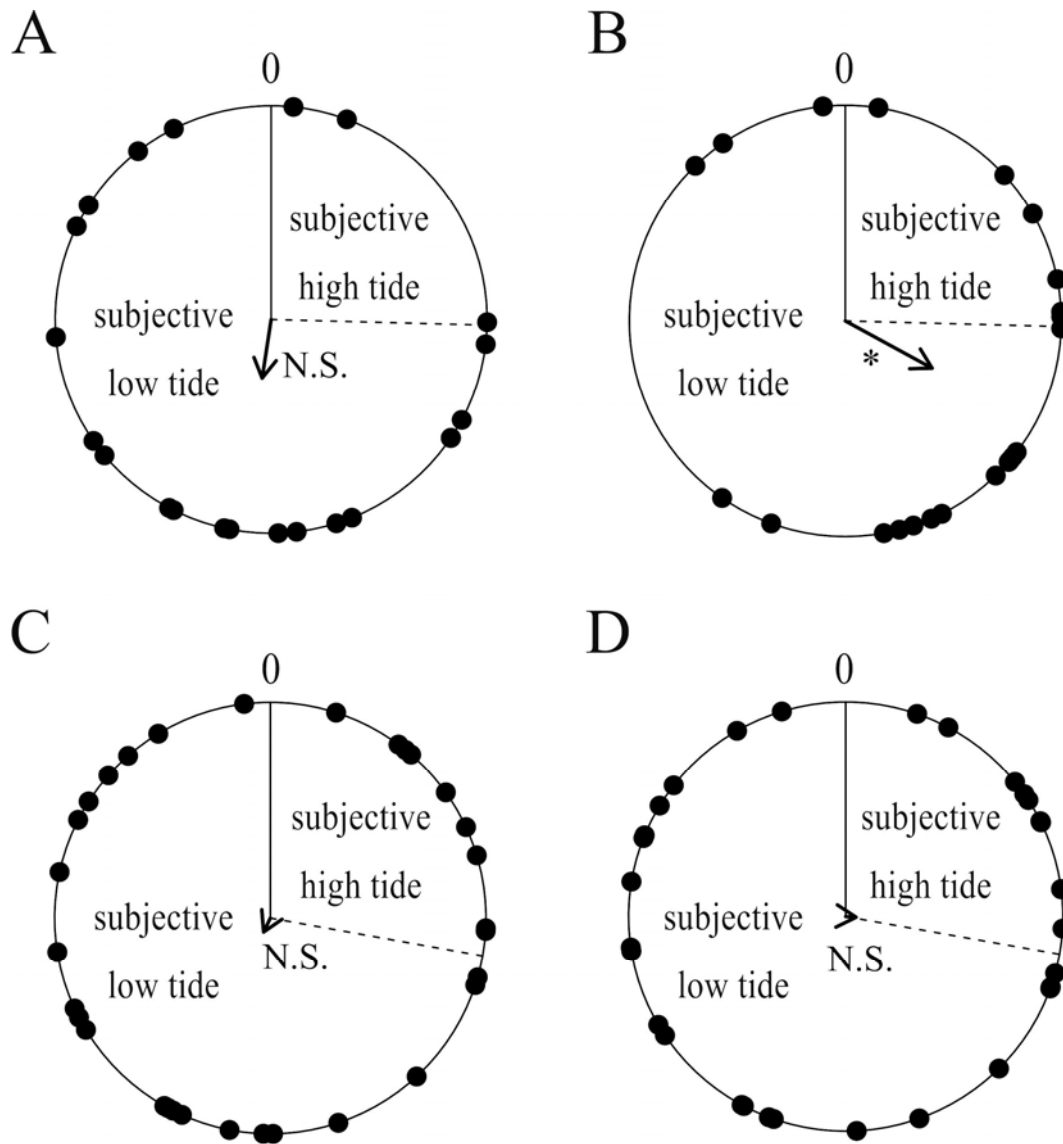 A
0
subjective
high tide
subjective
low tide
N.S.
B
0
subjective
high tide
subjective
low tide
*
C
0
subjective
high tide
subjective
low tide
N.S.
D
0
subjective
high tide
subjective
low tide
N.S.